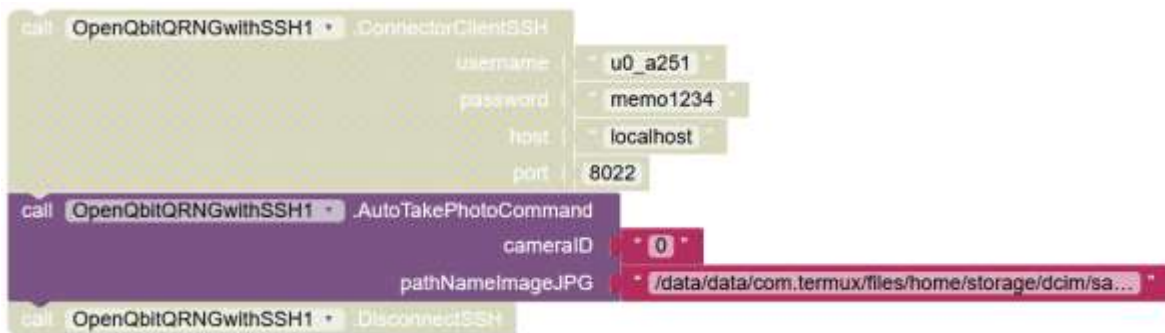 call OpenQbitQRNGwithSSH1 .ConnectorClientSSH
username " u0_a251 "
password " memo1234 "
host " localhost "
port 8022
call OpenQbitQRNGwithSSH1 .AutoTakePhotoCommand
cameraID " 0 "
pathNameImageJPG " /data/data/com.termux/files/home/storage/dcim/sa... "
call OpenQbitQRNGwithSSH1 .DisconnectSSH